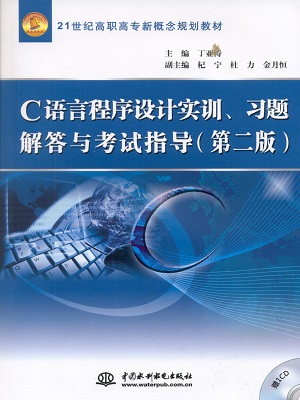 21世纪高职高专新概念规划教材
主 编 丁亚涛
副主编 杞 宁 杜 力 金月恒
C语言程序设计实训、习题
解答与考试指导（第二版）
赠1CD
中国水利水电出版社
www.waterpub.com.cn